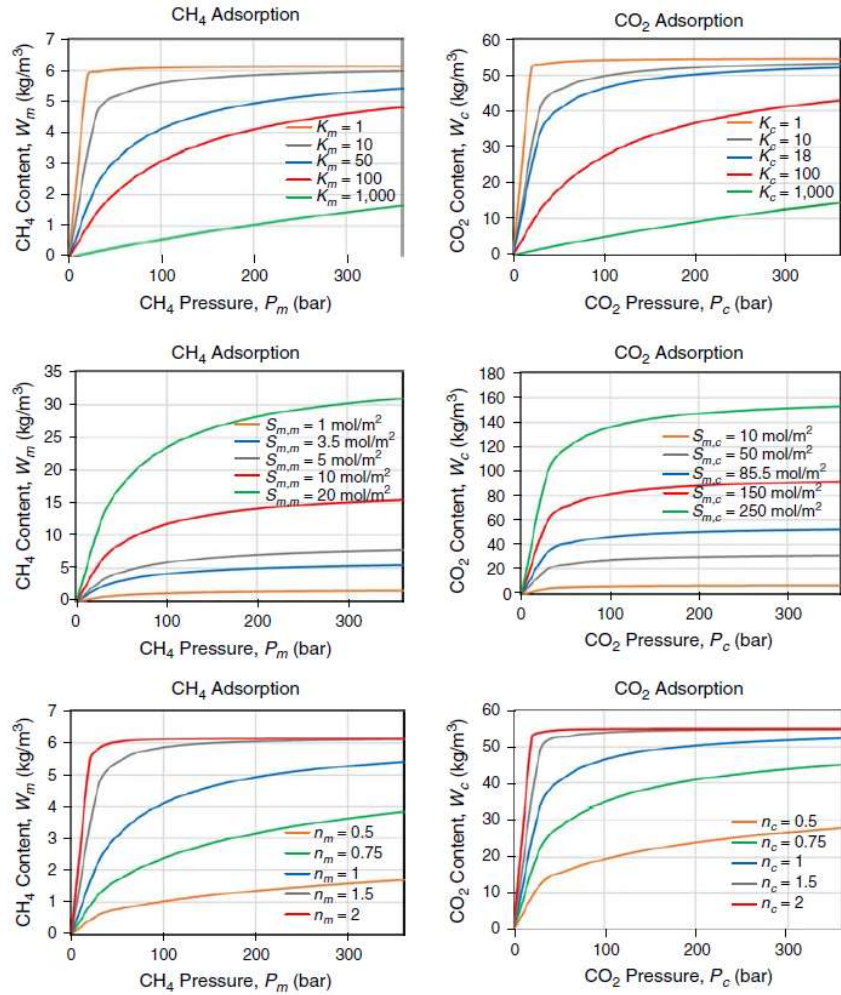 CH4 Adsorption
7
6
5
4
3
2
1
0
CH4 Content, Wm (kg/m3)
Km = 1
Km = 10
Km = 50
Km = 100
Km = 1,000
0 100 200 300
CH4 Pressure, Pm (bar)
CO2 Adsorption
60
50
40
30
20
10
0
CO2 Content, Wc (kg/m3)
Kc = 1
Kc = 10
Kc = 18
Kc = 100
Kc = 1,000
0 100 200 300
CO2 Pressure, Pc (bar)
CH4 Adsorption
35
30
25
20
15
10
5
0
CH4 Content, Wm (kg/m3)
Sm,m = 1 mol/m2
Sm,m = 3.5 mol/m2
Sm,m = 5 mol/m2
Sm,m = 10 mol/m2
Sm,m = 20 mol/m2
0 100 200 300
CH4 Pressure, Pm (bar)
CO2 Adsorption
180
160
140
120
100
80
60
40
20
0
CO2 Content, Wc (kg/m3)
Sm,c = 10 mol/m2
Sm,c = 50 mol/m2
Sm,c = 85.5 mol/m2
Sm,c = 150 mol/m2
Sm,c = 250 mol/m2
0 100 200 300
CO2 Pressure, Pc (bar)
CH4 Adsorption
7
6
5
4
3
2
1
0
CH4 Content, Wm (kg/m3)
nm = 0.5
nm = 0.75
nm = 1
nm = 1.5
nm = 2
0 100 200 300
CH4 Pressure, Pm (bar)
CO2 Adsorption
60
50
40
30
20
10
0
CO2 Content, Wc (kg/m3)
nc = 0.5
nc = 0.75
nc = 1
nc = 1.5
nc = 2
0 100 200 300
CO2 Pressure, Pc (bar)